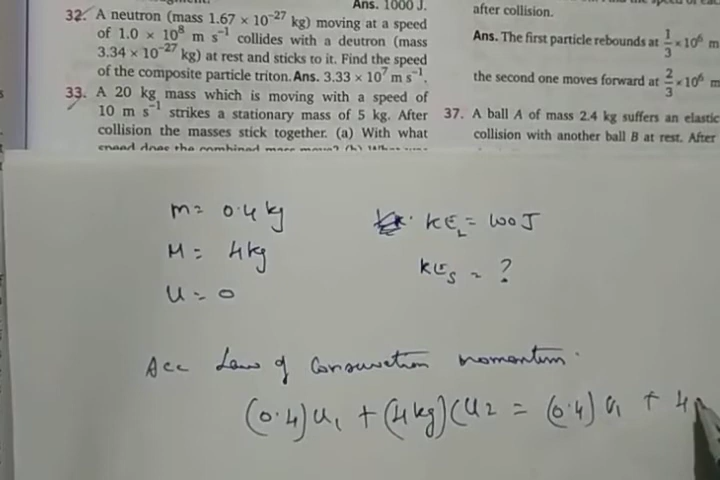 Ans. 1000 J.
32. A neutron (mass 1.67 × 10⁻²⁷ kg) moving at a speed
of 1.0 × 10⁸ m s⁻¹ collides with a deutron (mass
3.34 × 10⁻²⁷ kg) at rest and sticks to it. Find the speed
of the composite particle triton. Ans. 3.33 × 10⁷ m s⁻¹.
33. A 20 kg mass which is moving with a speed of
10 m s⁻¹ strikes a stationary mass of 5 kg. After
collision the masses stick together. (a) With what
speed does the combined mass move? (b)
after collision.
Ans. The first particle rebounds at 1/3 × 10⁶ m
the second one moves forward at 2/3 × 10⁶ m
37. A ball A of mass 2.4 kg suffers an elastic
collision with another ball B at rest. After
m = 0.4 kg
M = 4 kg
U = 0
KE_L = 100 J
KE_S = ?
Acc Law of Conservation momentum.
(0.4) u₁ + (4 kg) (u₂ = (0.4) v₁ + 4